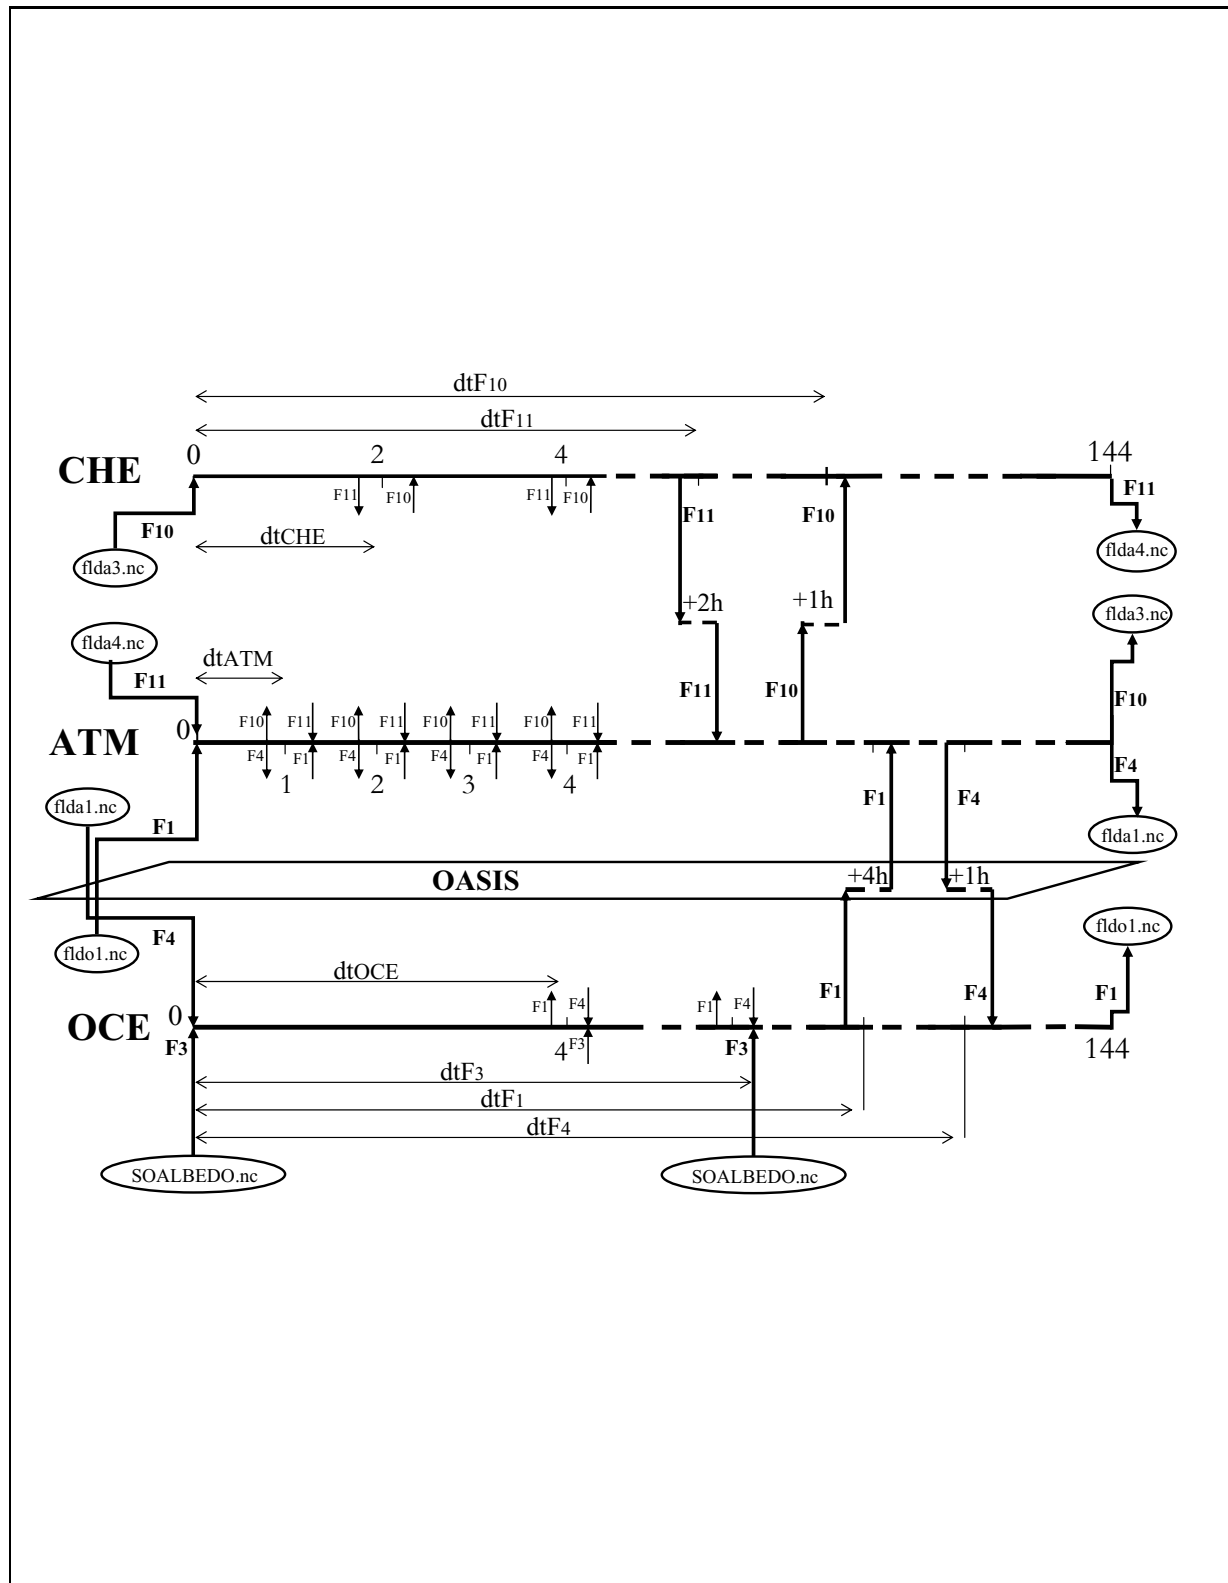 dtF10
dtF11
0 2 4 144
CHE
F11 F10 F11 F10 F11 F10 F11
F10
dtCHE
flda3.nc flda4.nc
+2h +1h
flda3.nc
flda4.nc
dtATM
F11 F11 F10 F10
F10 F11 F10 F11 F10 F11 F10 F11
0
ATM
F4 F1 F4 F1 F4 F1 F4 F1 F4
1 2 3 4
flda1.nc F1 F1 F4 flda1.nc
OASIS +4h +1h
fldo1.nc
F4
fldo1.nc
dtOCE
F1 F4 F1 F4 F1 F4 F1
0
OCE
F3 4 F3 F3 144
dtF3
dtF1
dtF4
SOALBEDO.nc SOALBEDO.nc